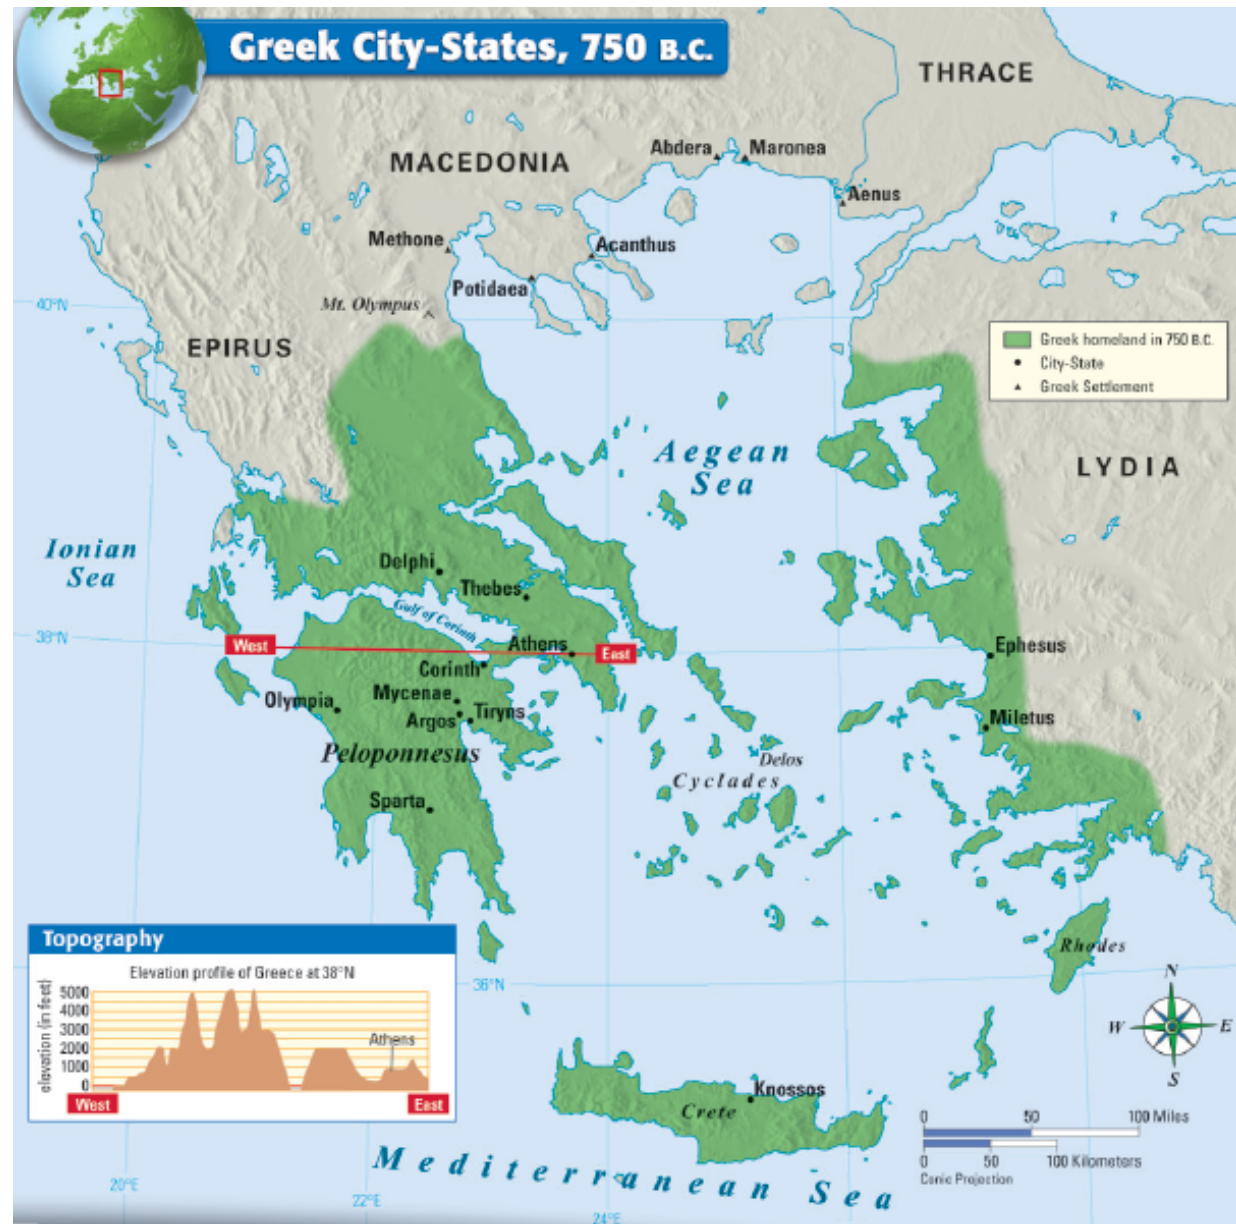 Greek City-States, 750 B.C.
THRACE
MACEDONIA
Abdera
Maronea
Aenus
Methone
Acanthus
Potidaea
Mt. Olympus
40°N
EPIRUS
Greek homeland in 750 B.C.
City-State
Greek Settlement
Aegean
Sea
LYDIA
Ionian
Sea
Delphi
Thebes
Gulf of Corinth
38°N
West
Athens
East
Ephesus
Corinth
Mycenae
Olympia
Argos
Tiryns
Miletus
Peloponnesus
Delos
Cyclades
Sparta
Rhodes
Topography
Elevation profile of Greece at 38°N
elevation (in feet)
5000
4000
3000
2000
1000
0
Athens
West
East
36°N
N
W
E
S
Knossos
Crete
0 50 100 Miles
0 50 100 Kilometers
Conic Projection
Mediterranean Sea
20°E
22°E
24°E